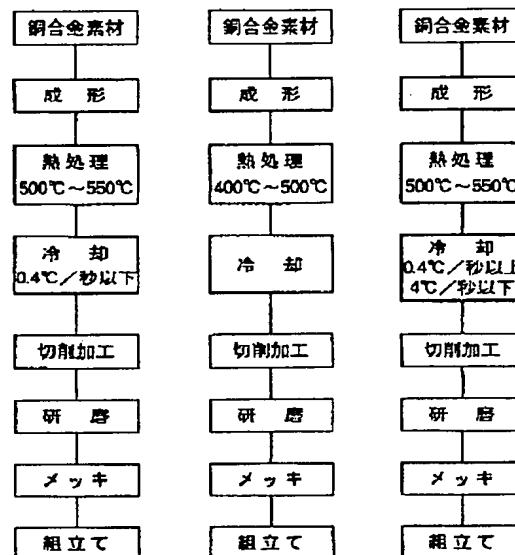 銅合金素材
成形
熱処理
500℃～550℃
冷却
0.4℃／秒以下
切削加工
研磨
メッキ
組立て
銅合金素材
成形
熱処理
400℃～500℃
冷却
切削加工
研磨
メッキ
組立て
銅合金素材
成形
熱処理
500℃～550℃
冷却
0.4℃／秒以上
4℃／秒以下
切削加工
研磨
メッキ
組立て